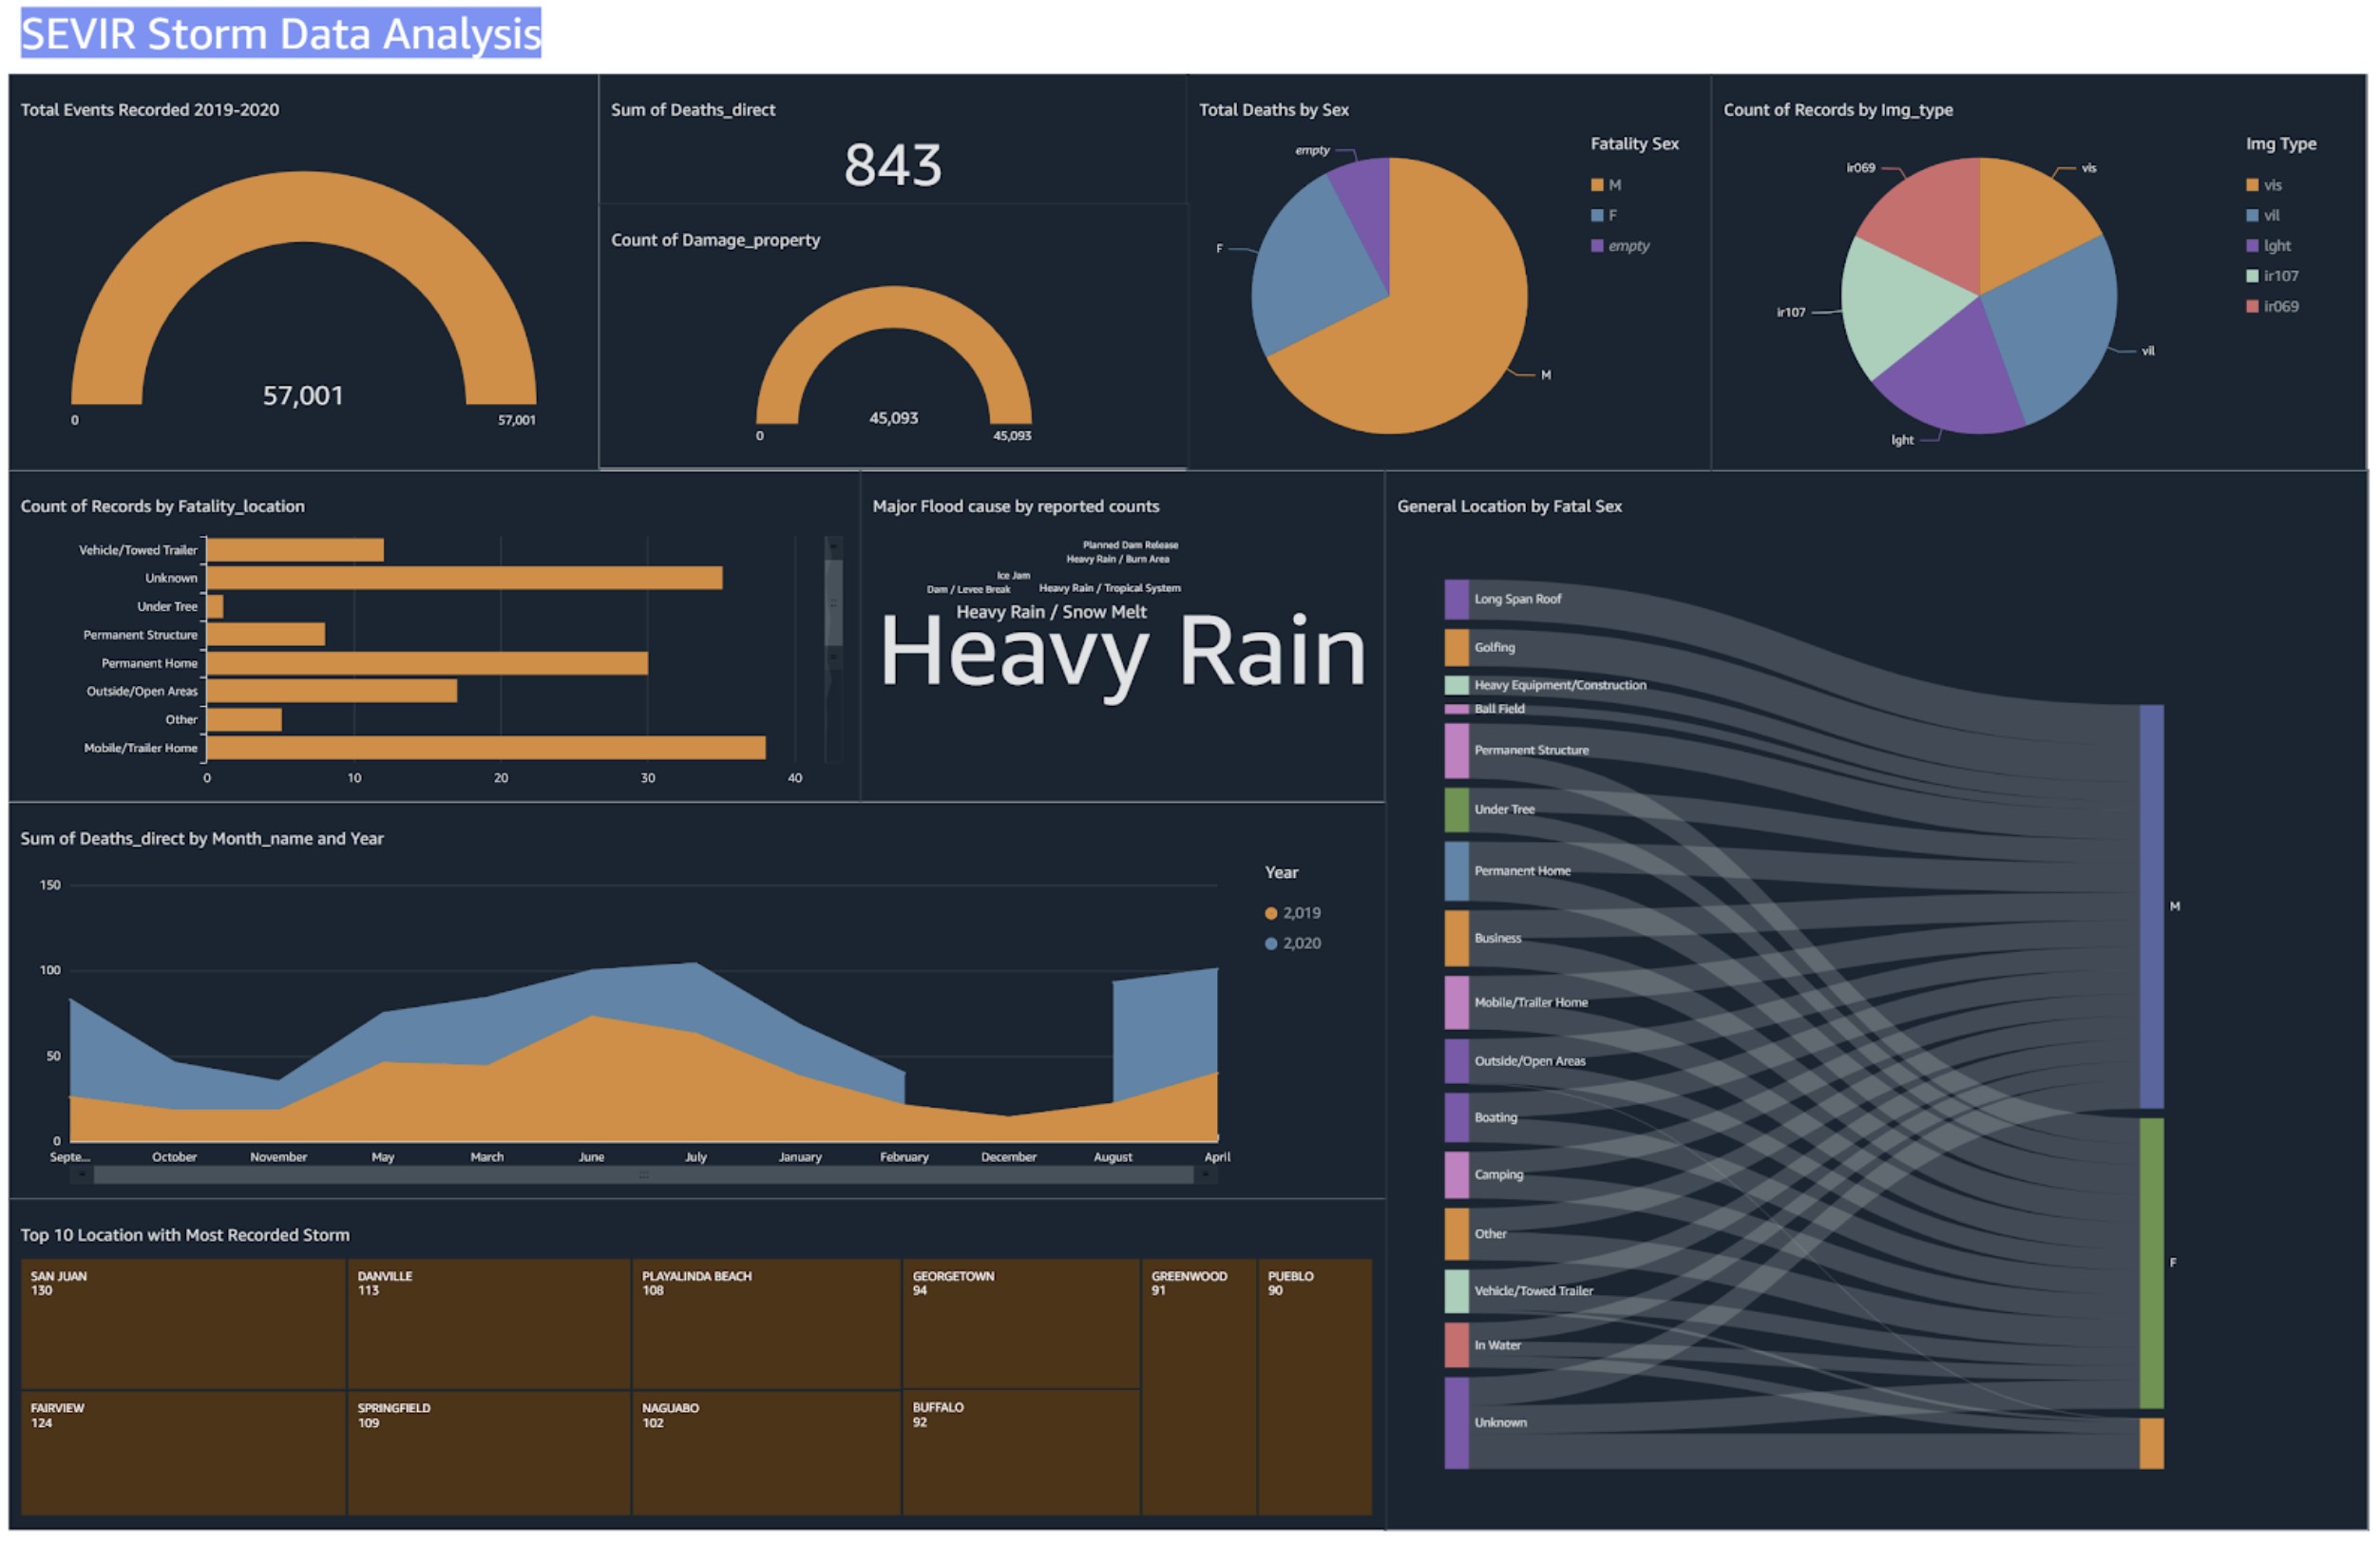 SEVIR Storm Data Analysis
Total Events Recorded 2019-2020
57,001
0
57,001
Sum of Deaths_direct
843
Count of Damage_property
45,093
0
45,093
Total Deaths by Sex
empty
F
M
Fatality Sex
M
F
empty
Count of Records by Img_type
ir069
vis
ir107
vil
lght
Img Type
vis
vil
lght
ir107
ir069
Count of Records by Fatality_location
Vehicle/Towed Trailer
Unknown
Under Tree
Permanent Structure
Permanent Home
Outside/Open Areas
Other
Mobile/Trailer Home
0 10 20 30 40
Major Flood cause by reported counts
Planned Dam Release
Heavy Rain / Burn Area
Ice Jam
Dam / Levee Break
Heavy Rain / Tropical System
Heavy Rain / Snow Melt
Heavy Rain
General Location by Fatal Sex
Long Span Roof
Golfing
Heavy Equipment/Construction
Ball Field
Permanent Structure
Under Tree
Permanent Home
Business
Mobile/Trailer Home
Outside/Open Areas
Boating
Camping
Other
Vehicle/Towed Trailer
In Water
Unknown
M
F
Sum of Deaths_direct by Month_name and Year
150
100
50
0
Septe... October November May March June July January February December August April
Year
2,019
2,020
Top 10 Location with Most Recorded Storm
SAN JUAN
130
DANVILLE
113
PLAYALINDA BEACH
108
GEORGETOWN
94
GREENWOOD
91
PUEBLO
90
FAIRVIEW
124
SPRINGFIELD
109
NAGUABO
102
BUFFALO
92